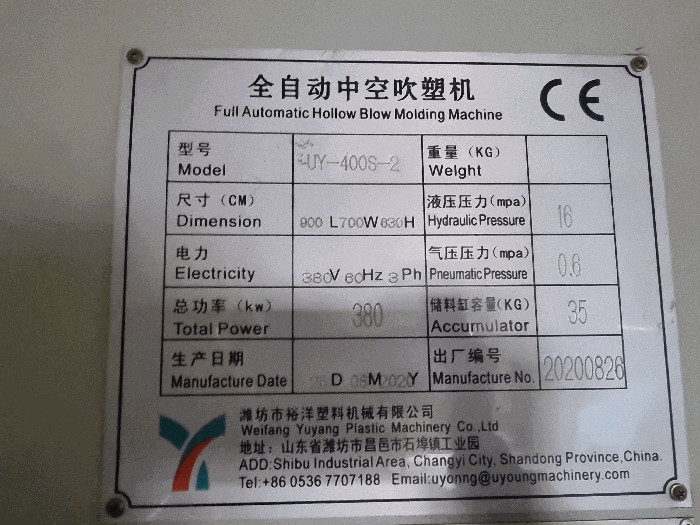 全自动中空吹塑机
CE
Full Automatic Hollow Blow Molding Machine
型号 重量 (KG)
Model UY-400S-2 Weight
尺寸 (CM) 液压压力(mpa)
Dimension 900 L700W630H Hydraulic Pressure 16
电力 气压压力(mpa)
Electricity 380V 60Hz 3Ph Pneumatic Pressure 0.6
总功率 (kw) 储料缸容量(KG)
Total Power 380 Accumulator 35
生产日期 出厂编号
Manufacture Date 26D 08M2020Y Manufacture No. 20200826
潍坊市裕洋塑料机械有限公司
Weifang Yuyang Plastic Machinery Co.,Ltd
地址: 山东省潍坊市昌邑市石埠镇工业园
ADD:Shibu Industrial Area, Changyi City, Shandong Province,China.
Tel:+86 0536 7707188 Email:uyonng@uyoungmachinery.com